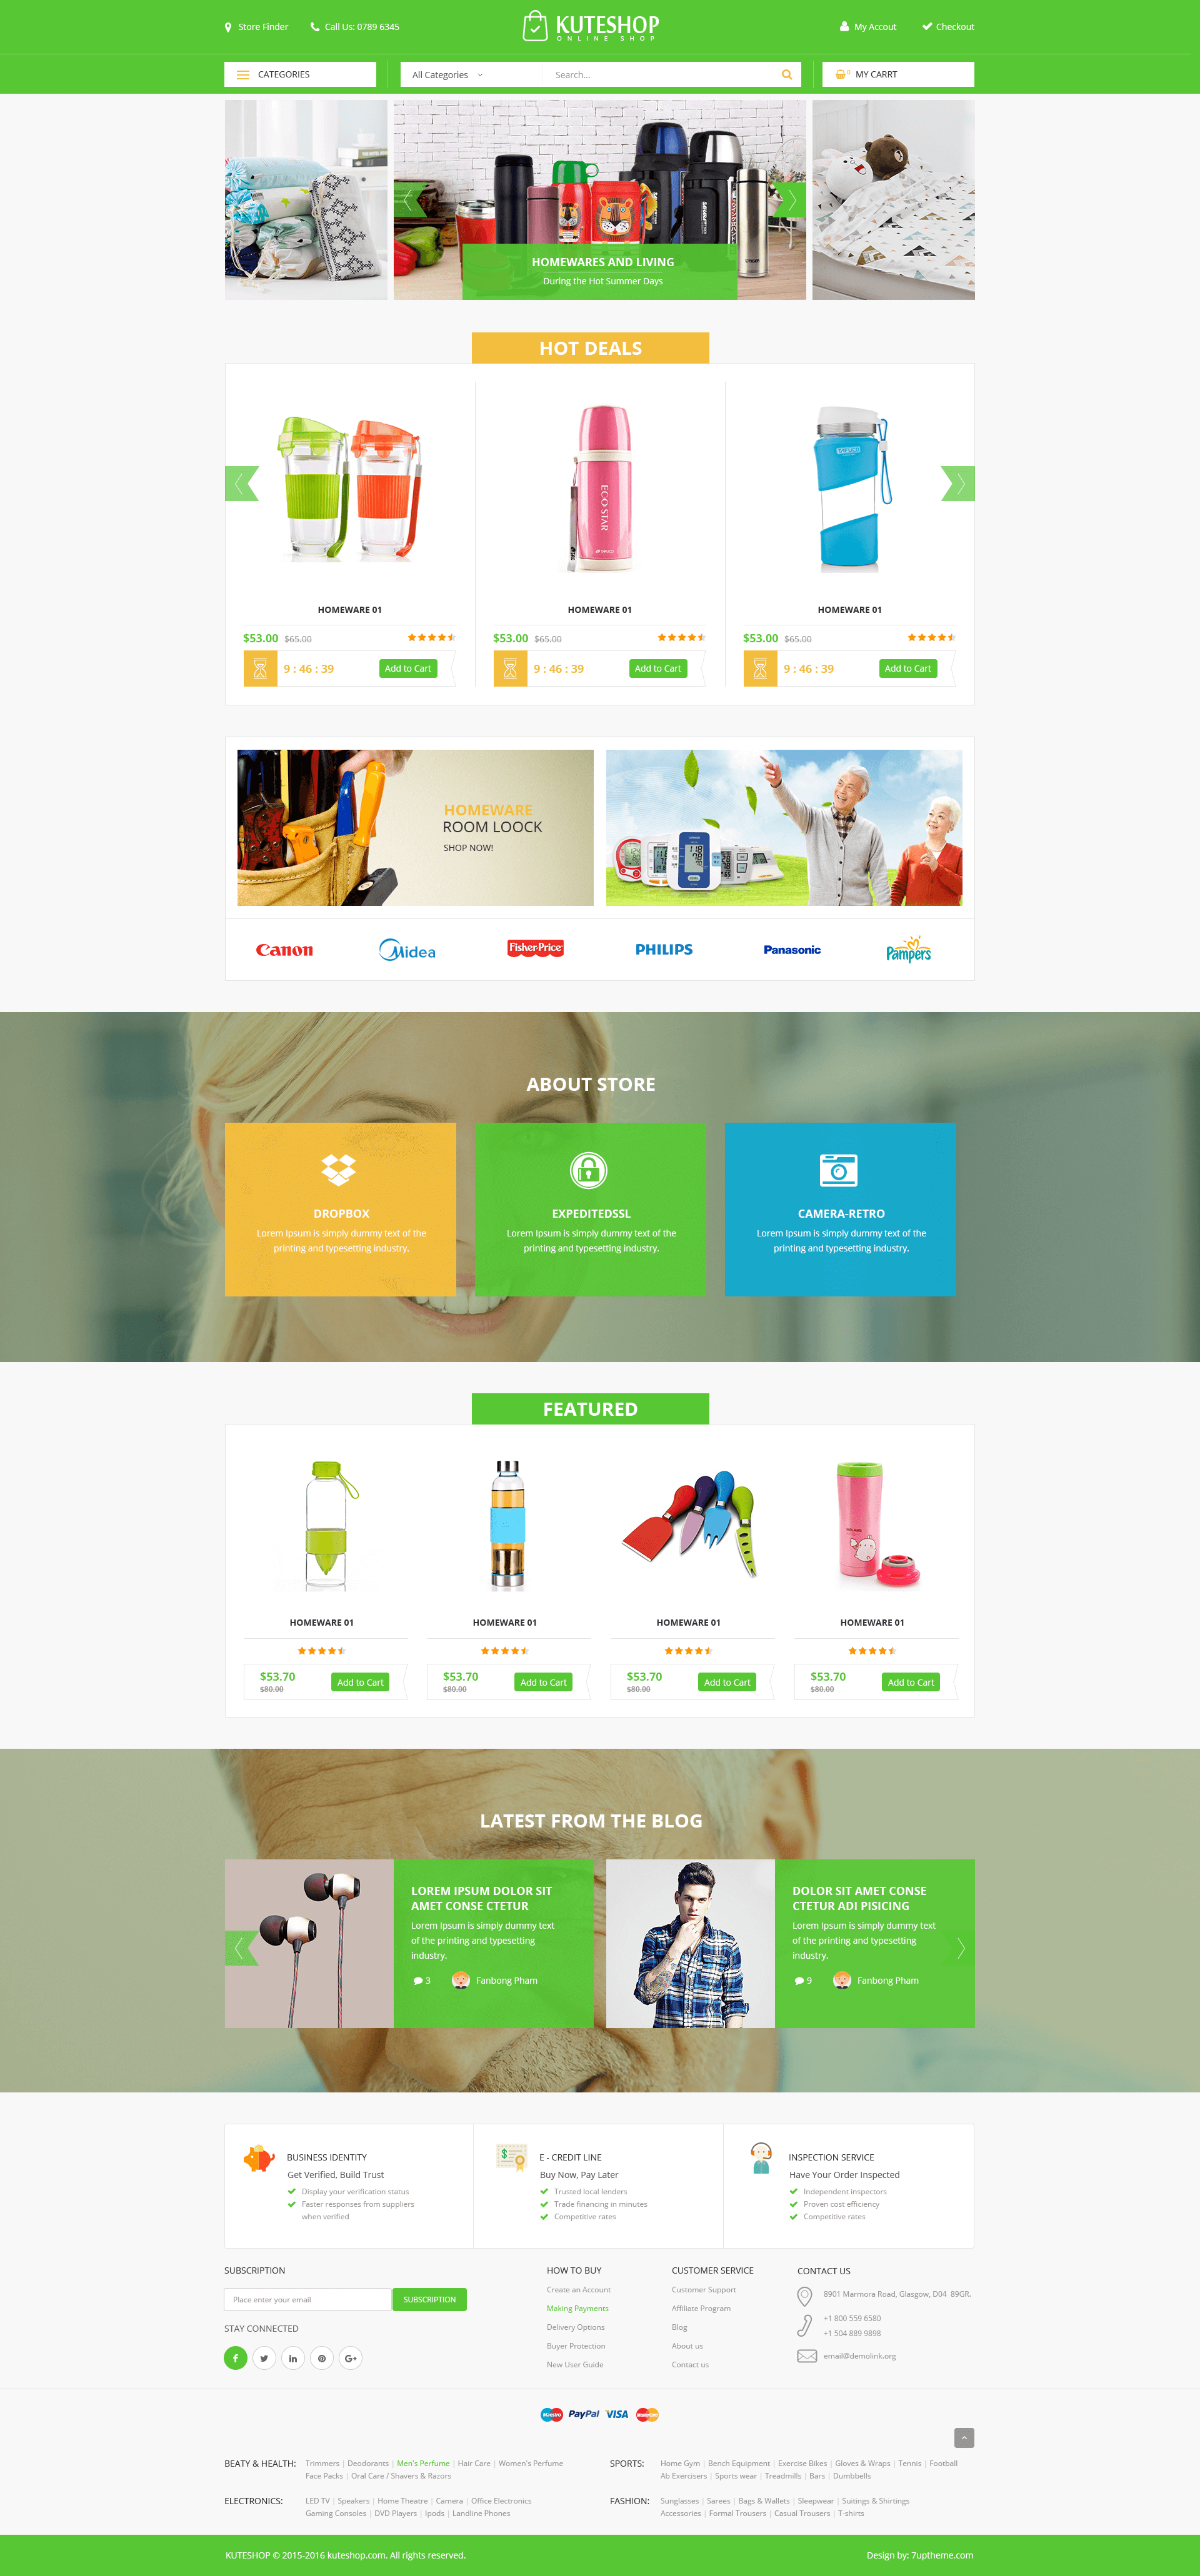 Store Finder
Call Us: 0789 6345
KUTESHOP
ONLINE SHOP
My Accout
Checkout
CATEGORIES
All Categories
Search...
0
MY CARRT
HOMEWARES AND LIVING
During the Hot Summer Days
HOT DEALS
ECO STAR
HOMEWARE 01
HOMEWARE 01
HOMEWARE 01
$53.00 $65.00
$53.00 $65.00
$53.00 $65.00
9 : 46 : 39
Add to Cart
9 : 46 : 39
Add to Cart
9 : 46 : 39
Add to Cart
HOMEWARE
ROOM LOOCK
SHOP NOW!
Canon
Midea
Fisher-Price
PHILIPS
Panasonic
Pampers
ABOUT STORE
DROPBOX
Lorem Ipsum is simply dummy text of the
printing and typesetting industry.
EXPEDITEDSSL
Lorem Ipsum is simply dummy text of the
printing and typesetting industry.
CAMERA-RETRO
Lorem Ipsum is simply dummy text of the
printing and typesetting industry.
FEATURED
HOMEWARE 01
HOMEWARE 01
HOMEWARE 01
HOMEWARE 01
$53.70
$80.00
Add to Cart
$53.70
$80.00
Add to Cart
$53.70
$80.00
Add to Cart
$53.70
$80.00
Add to Cart
LATEST FROM THE BLOG
LOREM IPSUM DOLOR SIT
AMET CONSE CTETUR
Lorem Ipsum is simply dummy text
of the printing and typesetting
industry.
3
Fanbong Pham
DOLOR SIT AMET CONSE
CTETUR ADI PISICING
Lorem Ipsum is simply dummy text
of the printing and typesetting
industry.
9
Fanbong Pham
BUSINESS IDENTITY
Get Verified, Build Trust
Display your verification status
Faster responses from suppliers
when verified
E - CREDIT LINE
Buy Now, Pay Later
Trusted local lenders
Trade financing in minutes
Competitive rates
INSPECTION SERVICE
Have Your Order Inspected
Independent inspectors
Proven cost efficiency
Competitive rates
SUBSCRIPTION
Place enter your email
SUBSCRIPTION
STAY CONNECTED
HOW TO BUY
Create an Account
Making Payments
Delivery Options
Buyer Protection
New User Guide
CUSTOMER SERVICE
Customer Support
Affiliate Program
Blog
About us
Contact us
CONTACT US
8901 Marmora Road, Glasgow, D04 89GR.
+1 800 559 6580
+1 504 889 9898
email@demolink.org
Maestro
PayPal
VISA
MasterCard
BEATY & HEALTH:
Trimmers | Deodorants | Men's Perfume | Hair Care | Women's Perfume
Face Packs | Oral Care / Shavers & Razors
SPORTS:
Home Gym | Bench Equipment | Exercise Bikes | Gloves & Wraps | Tennis | Football
Ab Exercisers | Sports wear | Treadmills | Bars | Dumbbells
ELECTRONICS:
LED TV | Speakers | Home Theatre | Camera | Office Electronics
Gaming Consoles | DVD Players | Ipods | Landline Phones
FASHION:
Sunglasses | Sarees | Bags & Wallets | Sleepwear | Suitings & Shirtings
Accessories | Formal Trousers | Casual Trousers | T-shirts
KUTESHOP © 2015-2016 kuteshop.com. All rights reserved.
Design by: 7uptheme.com